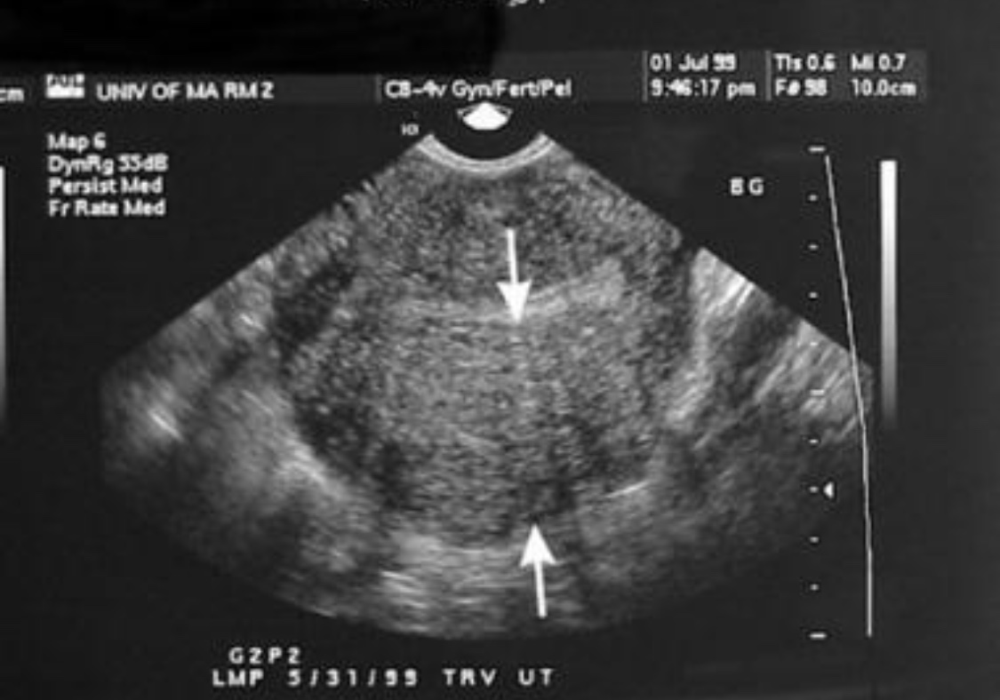 cm
UNIV OF MA RM 2
C8-4v Gyn/Fert/Pel
01 Jul 99
9:46:17 pm
TIs 0.6 MI 0.7
F# 98 10.0cm
Map 6
DynRg 55dB
Persist Med
Fr Rate Med
B G
G2P2
LMP 5/31/99 TRV UT